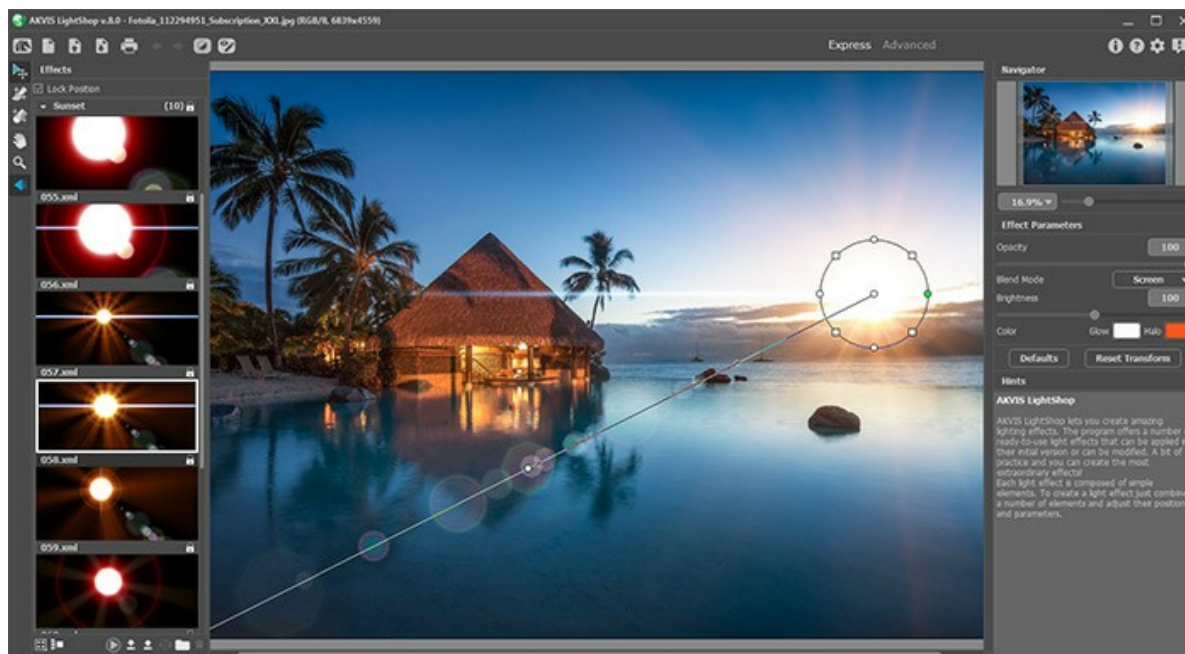 AKVIS LightShop v.8.0 - Fotolia_112294951_Subscription_XXL.jpg (RGB/8, 6839x4559)
Express Advanced
Effects
Lock Position
Sunset (10)
055.xml
056.xml
057.xml
058.xml
059.xml
Navigator
16.9%
Effect Parameters
Opacity 100
Blend Mode Screen
Brightness 100
Color Glow Halo
Defaults Reset Transform
Hints
AKVIS LightShop
AKVIS LightShop lets you create amazing
lighting effects. The program offers a number
ready-to-use light effects that can be applied
their initial version or can be modified. A bit of
practice and you can create the most
extraordinary effects!
Each light effect is composed of simple
elements. To create a light effect just combine
a number of elements and adjust their position
and parameters.